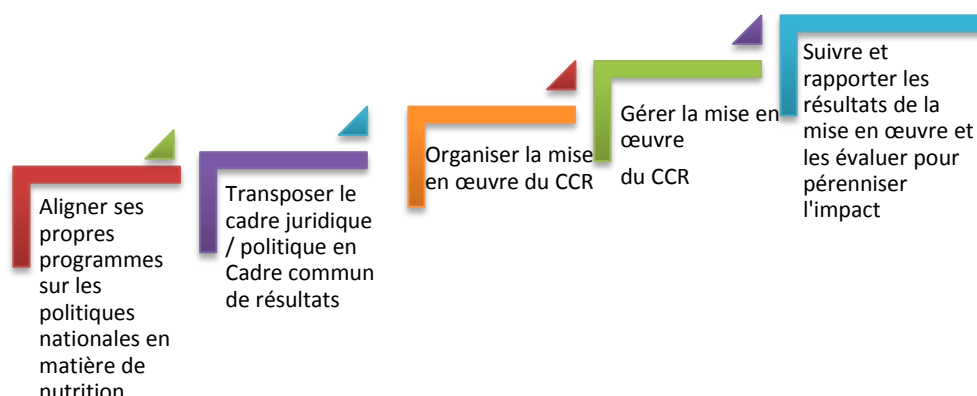 Aligner ses
propres
programmes
sur les
politiques
nationales en
matière de
nutrition
Transposer le
cadre juridique
/ politique en
Cadre commun
de résultats
Organiser la mise
en œuvre du CCR
Gérer la mise en
œuvre
du CCR
Suivre et
rapporter les
résultats de la
mise en œuvre et
les évaluer pour
pérenniser
l'impact